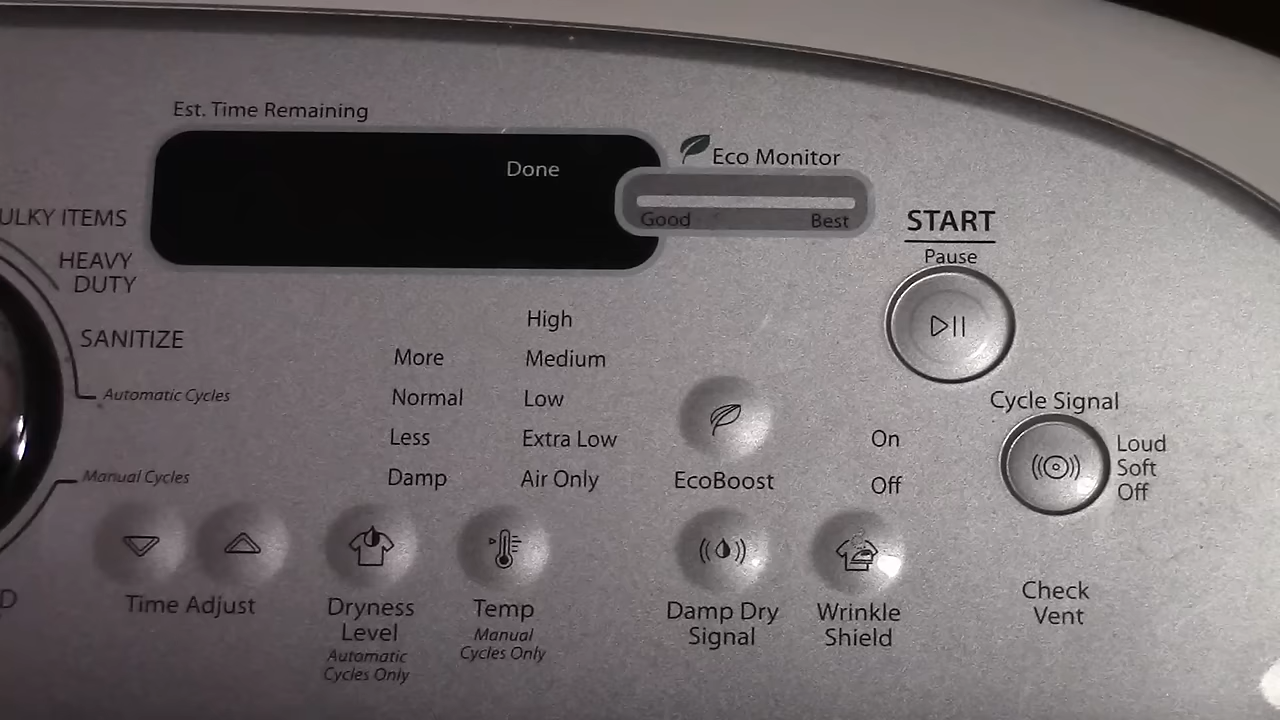 Est. Time Remaining
Done
Eco Monitor
Good Best
ULKY ITEMS
HEAVY
DUTY
SANITIZE
Automatic Cycles
Manual Cycles
START
Pause
More
Normal
Less
Damp
High
Medium
Low
Extra Low
Air Only
EcoBoost
On
Off
Cycle Signal
Loud
Soft
Off
Time Adjust
Dryness
Level
Automatic
Cycles Only
Temp
Manual
Cycles Only
Damp Dry
Signal
Wrinkle
Shield
Check
Vent
D